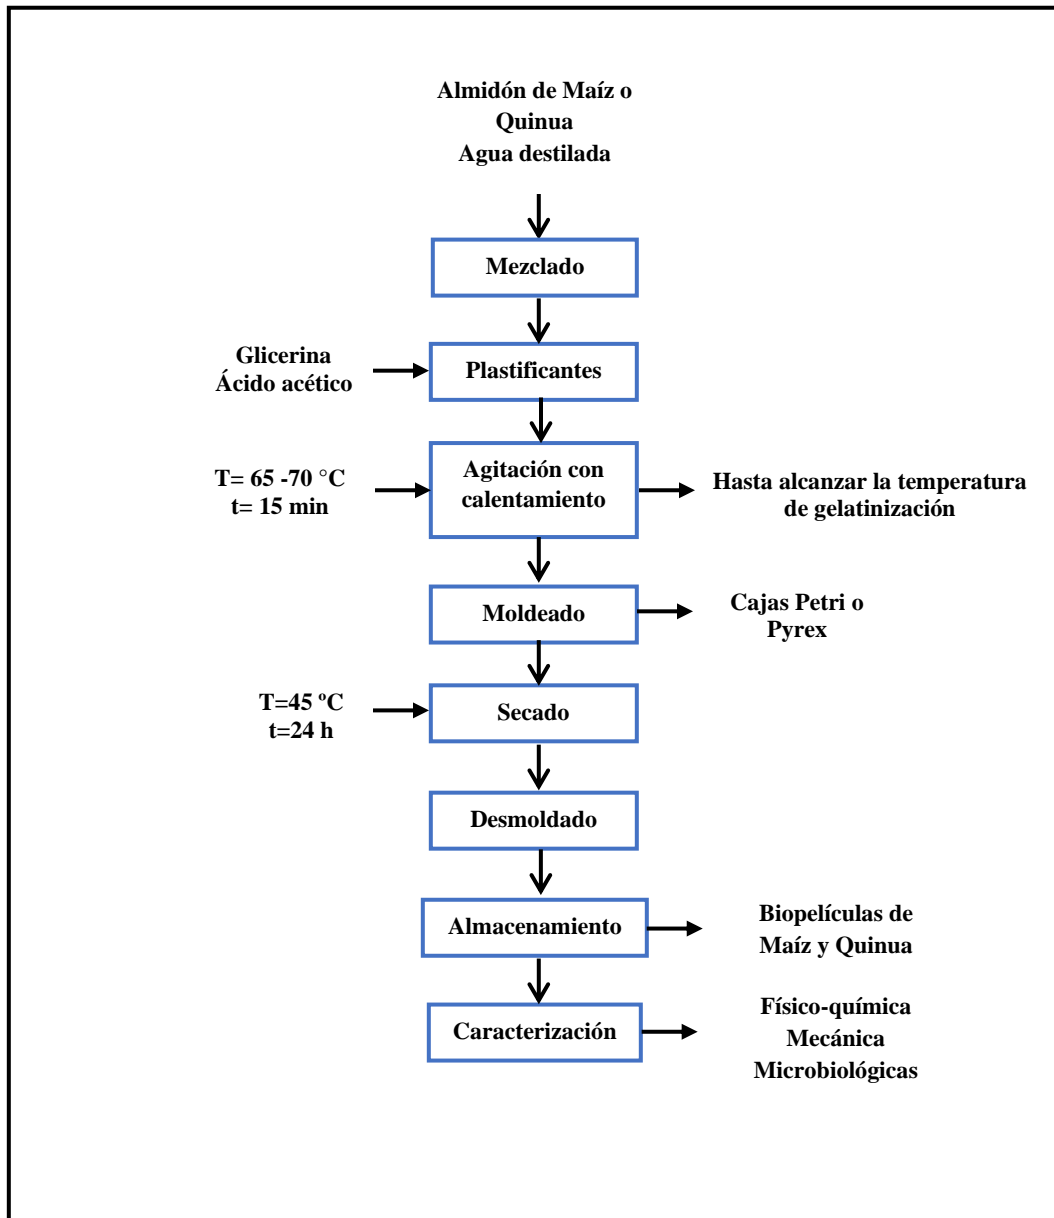 Almidón de Maíz o
Quinua
Agua destilada
Mezclado
Glicerina
Ácido acético
Plastificantes
T= 65 -70 °C
t= 15 min
Agitación con
calentamiento
Hasta alcanzar la temperatura
de gelatinización
Moldeado
Cajas Petri o
Pyrex
T=45 ºC
t=24 h
Secado
Desmoldado
Almacenamiento
Biopelículas de
Maíz y Quinua
Caracterización
Físico-química
Mecánica
Microbiológicas